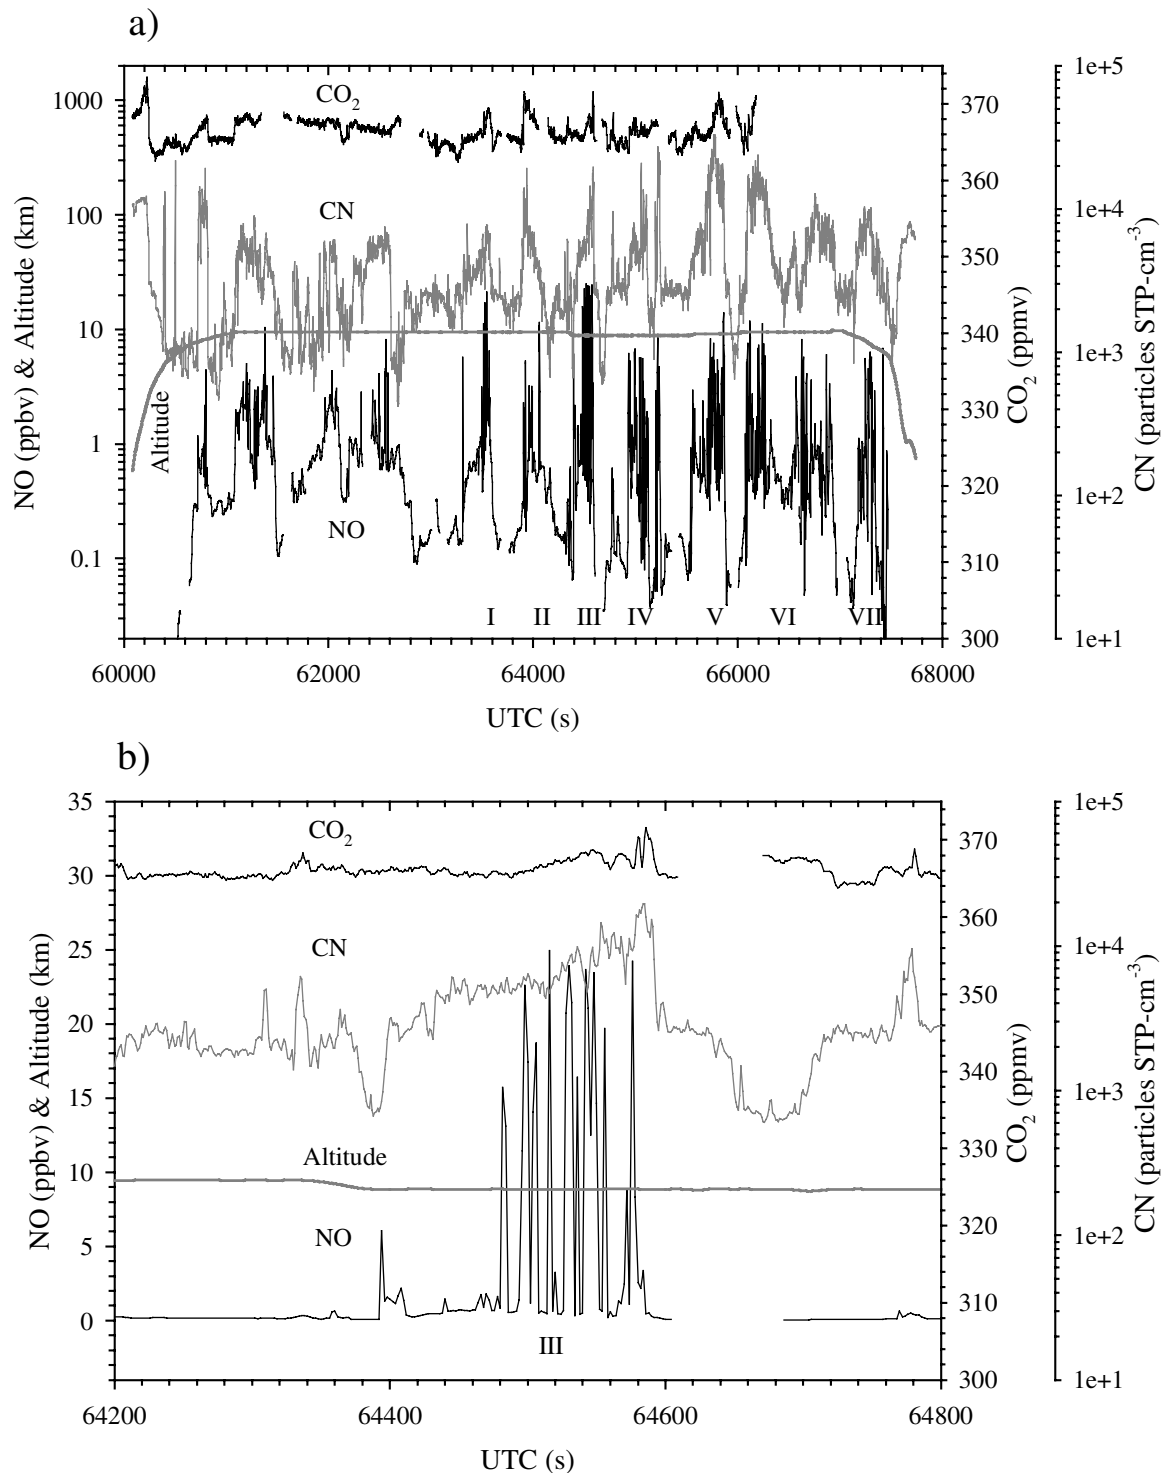 a)
1000
100
10
1
0.1
NO (ppbv) & Altitude (km)
CO2
CN
Altitude
NO
I II III IV V VI VII
370
360
350
340
330
320
310
300
CO2 (ppmv)
1e+5
1e+4
1e+3
1e+2
1e+1
CN (particles STP-cm-3)
60000 62000 64000 66000 68000
UTC (s)
b)
35
30
25
20
15
10
5
0
NO (ppbv) & Altitude (km)
CO2
CN
Altitude
NO
III
370
360
350
340
330
320
310
300
CO2 (ppmv)
1e+5
1e+4
1e+3
1e+2
1e+1
CN (particles STP-cm-3)
64200 64400 64600 64800
UTC (s)